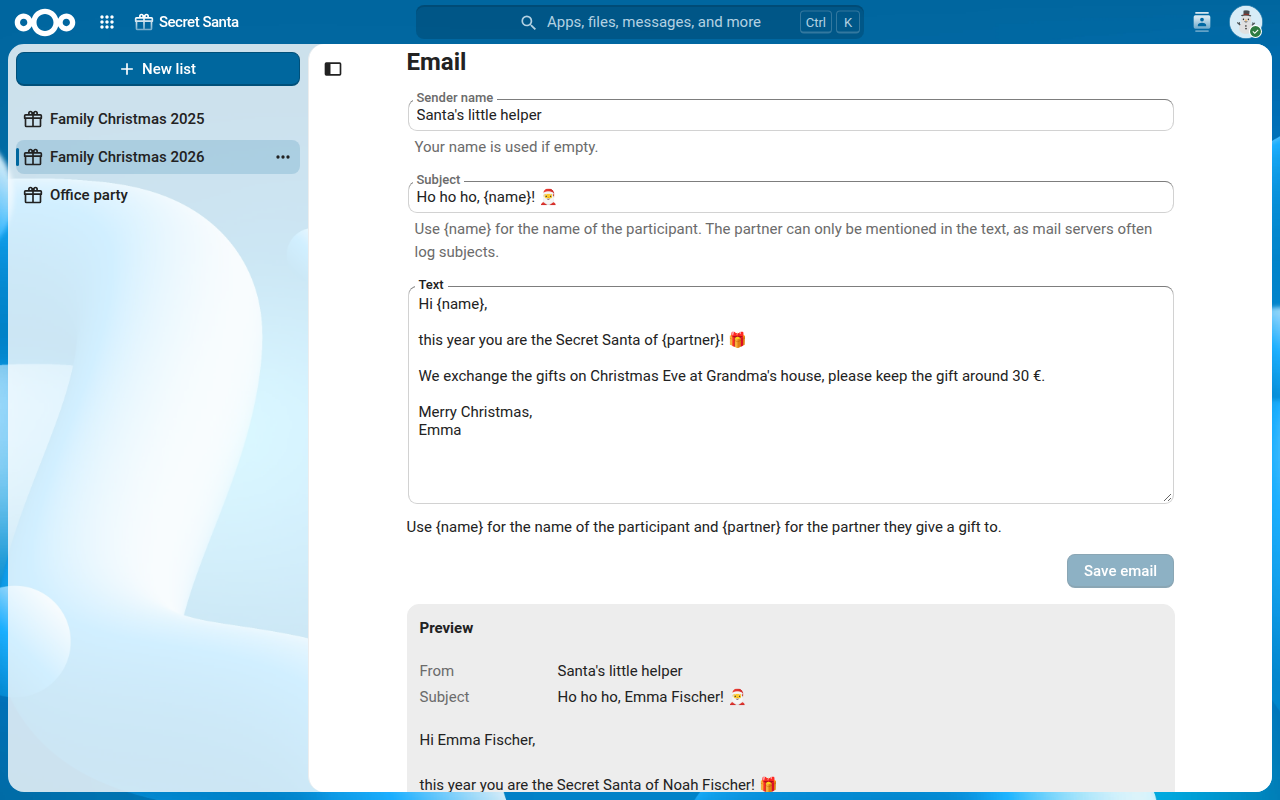 Secret Santa
Apps, files, messages, and more
Ctrl
K
New list
Family Christmas 2025
Family Christmas 2026
Office party
Email
Sender name
Santa's little helper
Your name is used if empty.
Subject
Ho ho ho, {name}! 🎅
Use {name} for the name of the participant. The partner can only be mentioned in the text, as mail servers often
log subjects.
Text
Hi {name},
this year you are the Secret Santa of {partner}! 🎁
We exchange the gifts on Christmas Eve at Grandma's house, please keep the gift around 30 €.
Merry Christmas,
Emma
Use {name} for the name of the participant and {partner} for the partner they give a gift to.
Save email
Preview
From Santa's little helper
Subject Ho ho ho, Emma Fischer! 🎅
Hi Emma Fischer,
this year you are the Secret Santa of Noah Fischer! 🎁